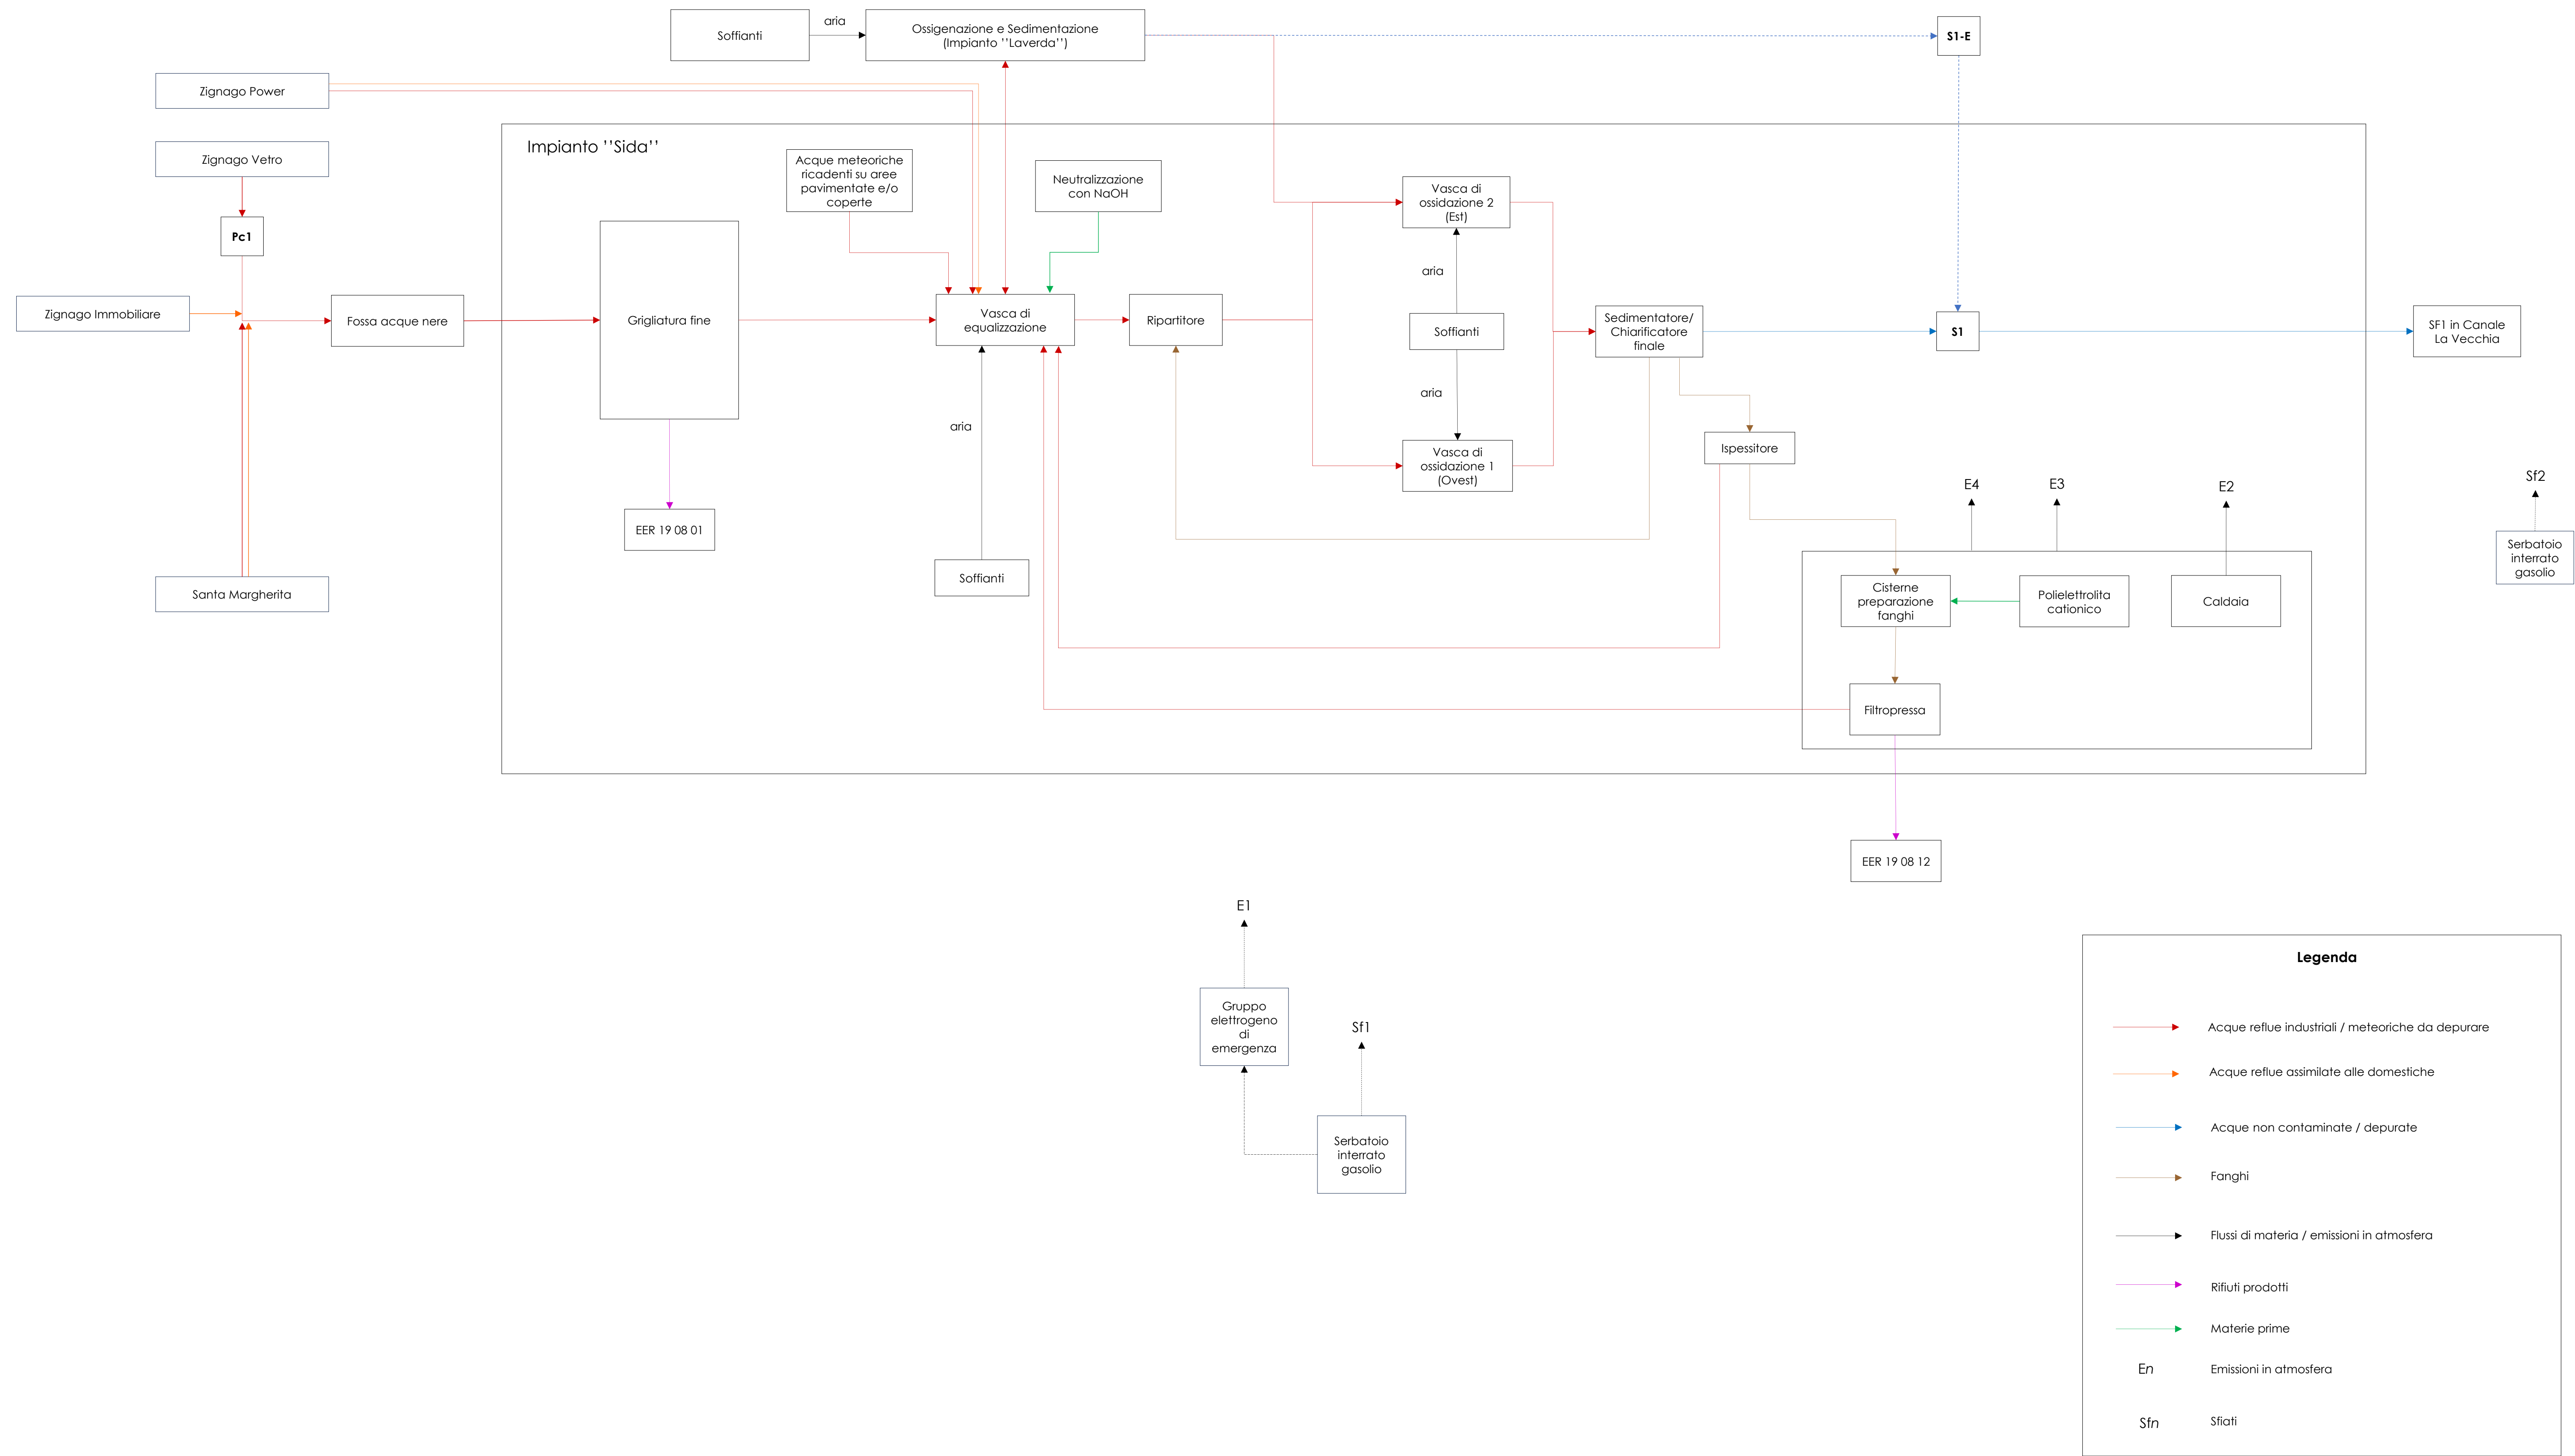 Soffianti
aria
Ossigenazione e Sedimentazione
(Impianto ''Laverda'')
S1-E
Zignago Power
Zignago Vetro
Pc1
Zignago Immobiliare
Fossa acque nere
Santa Margherita
Impianto ''Sida''
Grigliatura fine
EER 19 08 01
Acque meteoriche
ricadenti su aree
pavimentate e/o
coperte
Neutralizzazione
con NaOH
Vasca di
equalizzazione
aria
Soffianti
Ripartitore
Vasca di
ossidazione 2
(Est)
aria
Soffianti
aria
Vasca di
ossidazione 1
(Ovest)
Sedimentatore/
Chiarificatore
finale
S1
SF1 in Canale
La Vecchia
Ispessitore
E4
E3
E2
Cisterne
preparazione
fanghi
Polielettrolita
cationico
Caldaia
Filtropressa
EER 19 08 12
Sf2
Serbatoio
interrato
gasolio
E1
Gruppo
elettrogeno
di
emergenza
Sf1
Serbatoio
interrato
gasolio
Legenda
Acque reflue industriali / meteoriche da depurare
Acque reflue assimilate alle domestiche
Acque non contaminate / depurate
Fanghi
Flussi di materia / emissioni in atmosfera
Rifiuti prodotti
Materie prime
En Emissioni in atmosfera
Sfn Sfiati